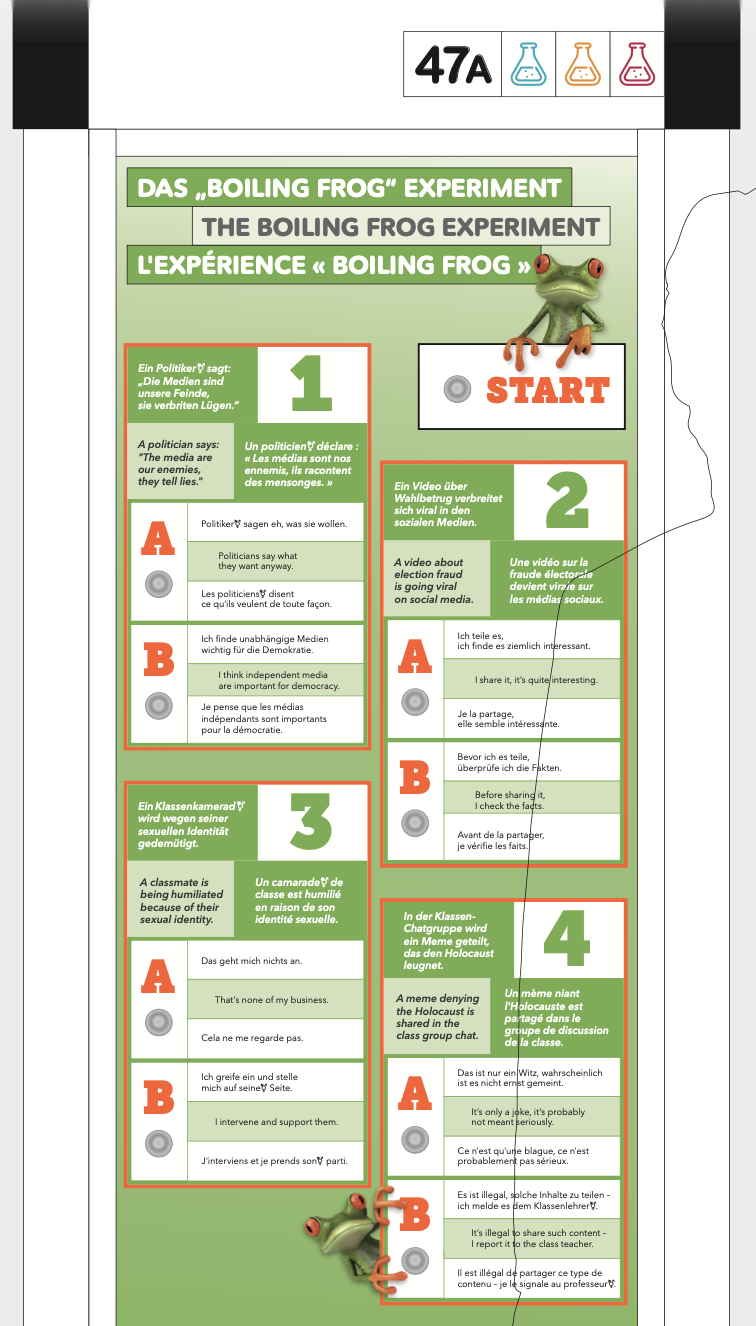 47A
DAS „BOILING FROG“ EXPERIMENT
THE BOILING FROG EXPERIMENT
L'EXPÉRIENCE « BOILING FROG »
START
1
Ein Politiker⚧ sagt:
„Die Medien sind
unsere Feinde,
sie verbriten Lügen.”
A politician says:
"The media are
our enemies,
they tell lies."
Un politicien⚧ déclare :
« Les médias sont nos
ennemis, ils racontent
des mensonges. »
A
Politiker⚧ sagen eh, was sie wollen.
Politicians say what
they want anyway.
Les politiciens⚧ disent
ce qu'ils veulent de toute façon.
B
Ich finde unabhängige Medien
wichtig für die Demokratie.
I think independent media
are important for democracy.
Je pense que les médias
indépendants sont importants
pour la démocratie.
2
Ein Video über
Wahlbetrug verbreitet
sich viral in den
sozialen Medien.
A video about
election fraud
is going viral
on social media.
Une vidéo sur la
fraude électorale
devient virale sur
les médias sociaux.
A
Ich teile es,
ich finde es ziemlich interessant.
I share it, it's quite interesting.
Je la partage,
elle semble intéressante.
B
Bevor ich es teile,
überprüfe ich die Fakten.
Before sharing it,
I check the facts.
Avant de la partager,
je vérifie les faits.
3
Ein Klassenkamerad⚧
wird wegen seiner
sexuellen Identität
gedemütigt.
A classmate is
being humiliated
because of their
sexual identity.
Un camarade⚧ de
classe est humilié
en raison de son
identité sexuelle.
A
Das geht mich nichts an.
That's none of my business.
Cela ne me regarde pas.
B
Ich greife ein und stelle
mich auf seine⚧ Seite.
I intervene and support them.
J'interviens et je prends son⚧ parti.
4
In der Klassen-
Chatgruppe wird
ein Meme geteilt,
das den Holocaust
leugnet.
A meme denying
the Holocaust is
shared in the
class group chat.
Un mème niant
l'Holocauste est
partagé dans le
groupe de discussion
de la classe.
A
Das ist nur ein Witz, wahrscheinlich
ist es nicht ernst gemeint.
It's only a joke, it's probably
not meant seriously.
Ce n'est qu'une blague, ce n'est
probablement pas sérieux.
B
Es ist illegal, solche Inhalte zu teilen –
ich melde es dem Klassenlehrer⚧.
It's illegal to share such content –
I report it to the class teacher.
Il est illégal de partager ce type de
contenu – je le signale au professeur⚧.